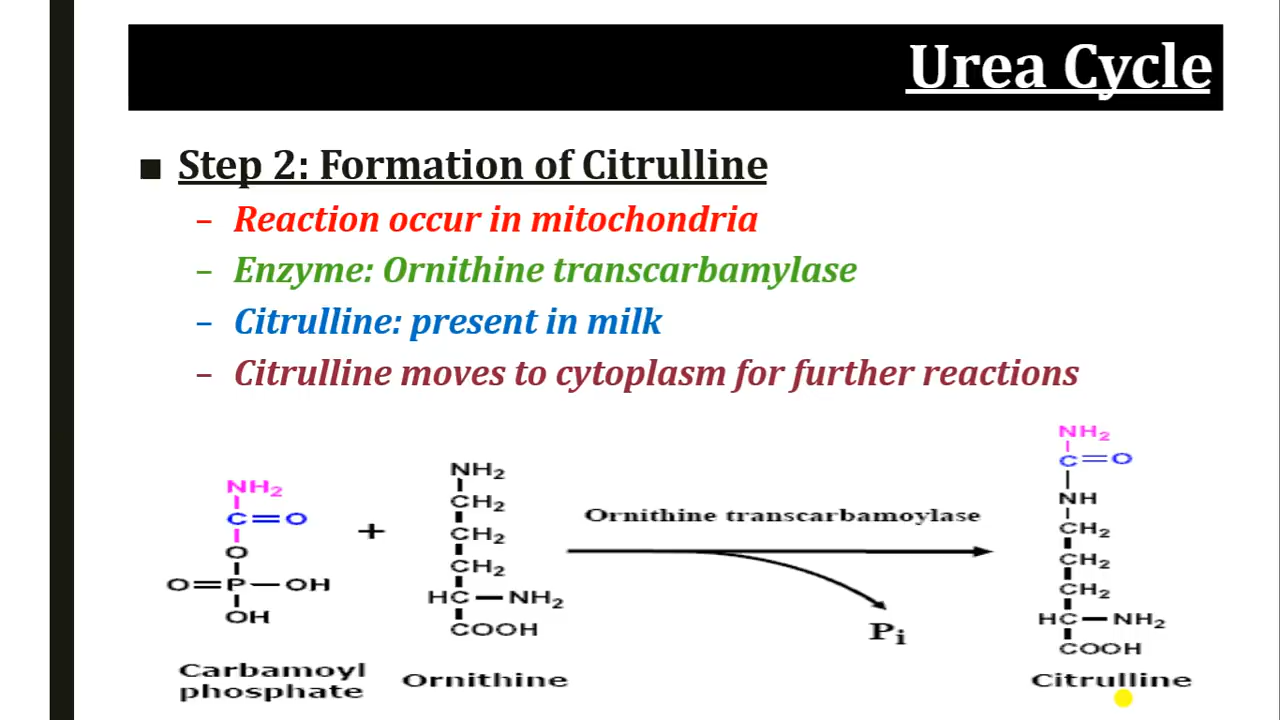 Urea Cycle
■ Step 2: Formation of Citrulline
– Reaction occur in mitochondria
– Enzyme: Ornithine transcarbamylase
– Citrulline: present in milk
– Citrulline moves to cytoplasm for further reactions
NH2
C=O
O
O=P—OH
OH
Carbamoyl
phosphate
+
NH2
CH2
CH2
CH2
HC—NH2
COOH
Ornithine
Ornithine transcarbamoylase
Pi
NH2
C=O
NH
CH2
CH2
CH2
HC—NH2
COOH
Citrulline